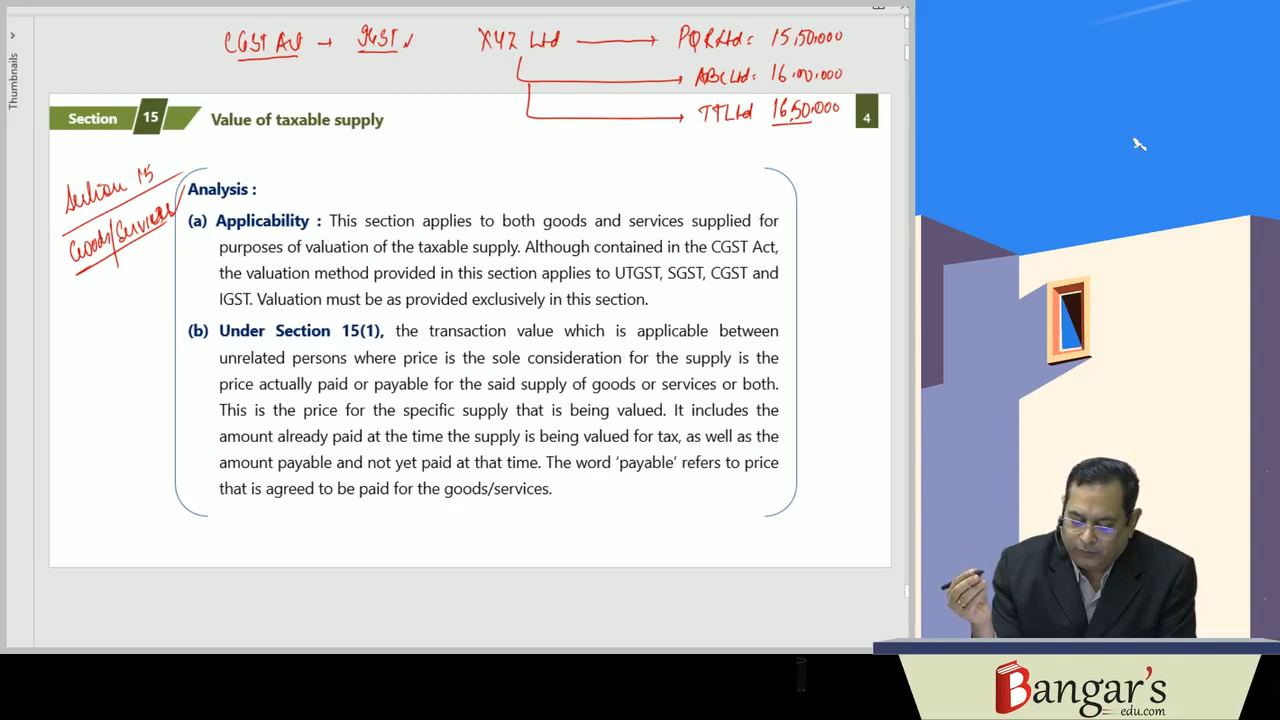 CGST Act → IGST
XYZ Ltd → PQR Ltd = 15,50,000
→ ABC Ltd = 16,00,000
→ TTLtd 16,50,000
Thumbnails
Section 15 Value of taxable supply 4
Section 15
Goods/Services
Analysis :
(a) Applicability : This section applies to both goods and services supplied for
purposes of valuation of the taxable supply. Although contained in the CGST Act,
the valuation method provided in this section applies to UTGST, SGST, CGST and
IGST. Valuation must be as provided exclusively in this section.
(b) Under Section 15(1), the transaction value which is applicable between
unrelated persons where price is the sole consideration for the supply is the
price actually paid or payable for the said supply of goods or services or both.
This is the price for the specific supply that is being valued. It includes the
amount already paid at the time the supply is being valued for tax, as well as the
amount payable and not yet paid at that time. The word ‘payable’ refers to price
that is agreed to be paid for the goods/services.
Bangar's
edu.com